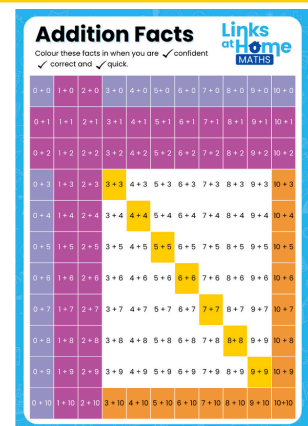 Addition Facts
Links
at Home
MATHS
Colour these facts in when you are ✓ confident
✓ correct and ✓ quick.
0 + 0 1 + 0 2 + 0 3 + 0 4 + 0 5+ 0 6 + 0 7 + 0 8 + 0 9 + 0 10 + 0
0 + 1 1 + 1 2 + 1 3 + 1 4 + 1 5 + 1 6 + 1 7 + 1 8 + 1 9 + 1 10 + 1
0 + 2 1 + 2 2 + 2 3 + 2 4 + 2 5 + 2 6 + 2 7 + 2 8 + 2 9 + 2 10 + 2
0 + 3 1 + 3 2 + 3 3 + 3 4 + 3 5 + 3 6 + 3 7 + 3 8 + 3 9 + 3 10 + 3
0 + 4 1 + 4 2 + 4 3 + 4 4 + 4 5 + 4 6 + 4 7 + 4 8 + 4 9 + 4 10 + 4
0 + 5 1 + 5 2 + 5 3 + 5 4 + 5 5 + 5 6 + 5 7 + 5 8 + 5 9 + 5 10 + 5
0 + 6 1 + 6 2 + 6 3 + 6 4 + 6 5 + 6 6 + 6 7 + 6 8 + 6 9 + 6 10 + 6
0 + 7 1 + 7 2 + 7 3 + 7 4 + 7 5 + 7 6 + 7 7 + 7 8 + 7 9 + 7 10 + 7
0 + 8 1 + 8 2 + 8 3 + 8 4 + 8 5 + 8 6 + 8 7 + 8 8+ 8 9 + 8 10 + 8
0 + 9 1 + 9 2 + 9 3 + 9 4 + 9 5 + 9 6 + 9 7 + 9 8 + 9 9 + 9 10 + 9
0 + 10 1 + 10 2 + 10 3 + 10 4 + 10 5 + 10 6 + 10 7 + 10 8 + 10 9 + 10 10+10